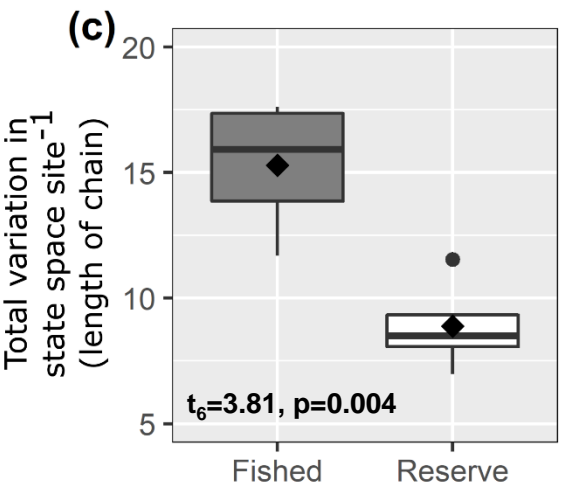 (c)
Total variation in
state space site⁻¹
(length of chain)
20
15
10
5
t₆=3.81, p=0.004
Fished Reserve